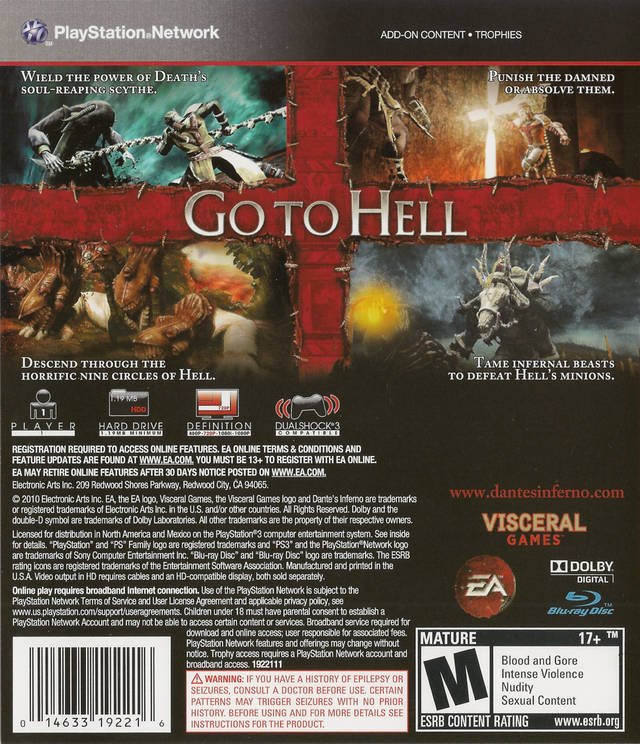 PlayStation®Network
ADD-ON CONTENT • TROPHIES
WIELD THE POWER OF DEATH'S
SOUL-REAPING SCYTHE.
PUNISH THE DAMNED
OR ABSOLVE THEM.
GO TO HELL
DESCEND THROUGH THE
HORRIFIC NINE CIRCLES OF HELL.
TAME INFERNAL BEASTS
TO DEFEAT HELL'S MINIONS.
1
PLAYER
1.19 MB
HDD
HARD DRIVE
1.19MB MINIMUM
720P
DEFINITION
480P•720P•1080i•1080P
DUALSHOCK®3
COMPATIBLE
REGISTRATION REQUIRED TO ACCESS ONLINE FEATURES. EA ONLINE TERMS & CONDITIONS AND
FEATURE UPDATES ARE FOUND AT WWW.EA.COM. YOU MUST BE 13+ TO REGISTER WITH EA ONLINE.
EA MAY RETIRE ONLINE FEATURES AFTER 30 DAYS NOTICE POSTED ON WWW.EA.COM.
Electronic Arts Inc. 209 Redwood Shores Parkway, Redwood City, CA 94065.
© 2010 Electronic Arts Inc. EA, the EA logo, Visceral Games, the Visceral Games logo and Dante's Inferno are trademarks
or registered trademarks of Electronic Arts Inc. in the U.S. and/or other countries. All Rights Reserved. Dolby and the
double-D symbol are trademarks of Dolby Laboratories. All other trademarks are the property of their respective owners.
Licensed for distribution in North America and Mexico on the PlayStation®3 computer entertainment system. See inside
for details. "PlayStation" and "PS" Family logo are registered trademarks and "PS3" and the PlayStation®Network logo
are trademarks of Sony Computer Entertainment Inc. "Blu-ray Disc" and "Blu-ray Disc" logo are trademarks. The ESRB
rating icons are registered trademarks of the Entertainment Software Association. Manufactured and printed in the
U.S.A. Video output in HD requires cables and an HD-compatible display, both sold separately.
Online play requires broadband Internet connection. Use of the PlayStation Network is subject to the
PlayStation Network Terms of Service and User License Agreement and applicable privacy policy, see
www.us.playstation.com/support/useragreements. Children under 18 must have parental consent to establish a
PlayStation Network Account and may not be able to access certain content or services. Broadband service required for
download and online access; user responsible for associated fees.
PlayStation Network features and offerings may change without
notice. Trophy access requires a PlayStation Network account and
broadband access. 1922111
WARNING: IF YOU HAVE A HISTORY OF EPILEPSY OR
SEIZURES, CONSULT A DOCTOR BEFORE USE. CERTAIN
PATTERNS MAY TRIGGER SEIZURES WITH NO PRIOR
HISTORY. BEFORE USING AND FOR MORE DETAILS SEE
INSTRUCTIONS FOR THE PRODUCT.
0 14633 19221 6
www.dantesinferno.com
VISCERAL
GAMES™
EA
DOLBY
DIGITAL
Blu-ray Disc
MATURE 17+ ™
M
Blood and Gore
Intense Violence
Nudity
Sexual Content
ESRB CONTENT RATING www.esrb.org